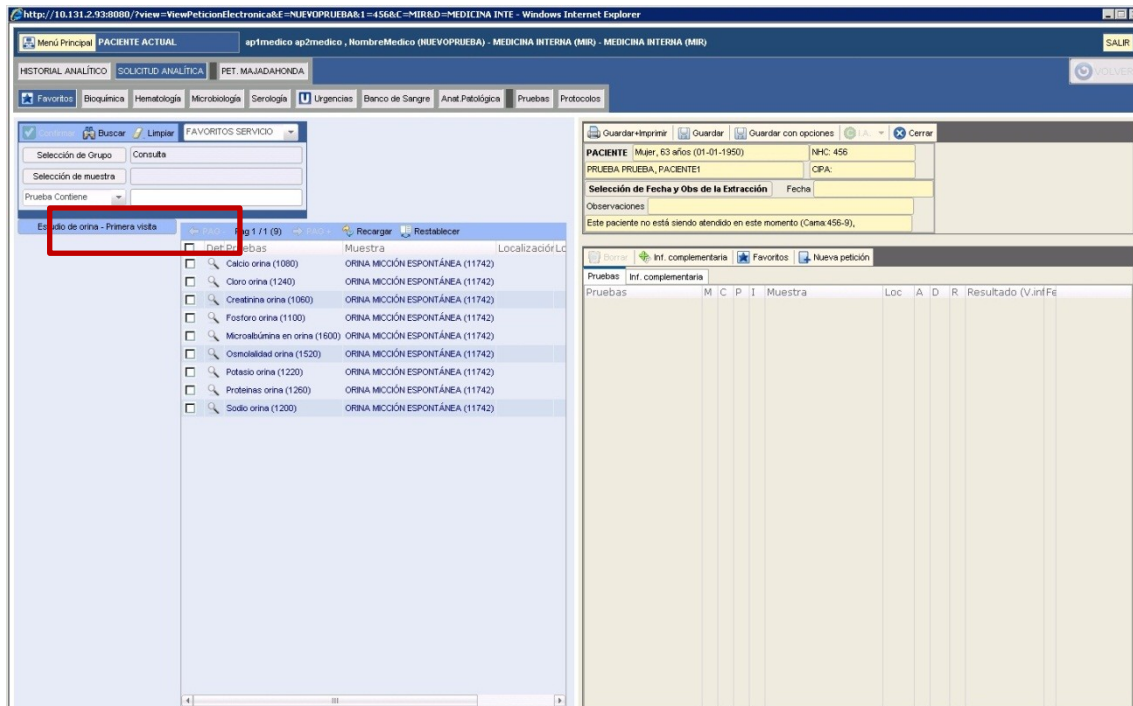 http://10.131.2.93:8080/?view=ViewPeticionElectronica&E=NUEVOPRUEBA&1=456&C=MIR&D=MEDICINA INTE - Windows Internet Explorer
Menú Principal PACIENTE ACTUAL ap1medico ap2medico , NombreMedico (NUEVOPRUEBA) - MEDICINA INTERNA (MIR) - MEDICINA INTERNA (MIR) SALIR
HISTORIAL ANALÍTICO SOLICITUD ANALÍTICA PET. MAJADAHONDA VOLVER
Favoritos Bioquímica Hematología Microbiología Serología Urgencias Banco de Sangre Anat.Patológica Pruebas Protocolos
Confirmar Buscar Limpiar FAVORITOS SERVICIO
Selección de Grupo Consulta
Selección de muestra
Prueba Contiene
Estudio de orina - Primera visita
PAG Pag 1 / 1 (9) PAG Recargar Restablecer
Det Pruebas Muestra Localización Lc
Calcio orina (1080) ORINA MICCIÓN ESPONTÁNEA (11742)
Cloro orina (1240) ORINA MICCIÓN ESPONTÁNEA (11742)
Creatinina orina (1060) ORINA MICCIÓN ESPONTÁNEA (11742)
Fosforo orina (1100) ORINA MICCIÓN ESPONTÁNEA (11742)
Microalbúmina en orina (1600) ORINA MICCIÓN ESPONTÁNEA (11742)
Osmolalidad orina (1520) ORINA MICCIÓN ESPONTÁNEA (11742)
Potasio orina (1220) ORINA MICCIÓN ESPONTÁNEA (11742)
Proteinas orina (1260) ORINA MICCIÓN ESPONTÁNEA (11742)
Sodio orina (1200) ORINA MICCIÓN ESPONTÁNEA (11742)
Guardar+Imprimir Guardar Guardar con opciones I.A. Cerrar
PACIENTE Mujer, 63 años (01-01-1950) NHC: 456
PRUEBA PRUEBA, PACIENTE1 CIPA:
Selección de Fecha y Obs de la Extracción Fecha
Observaciones
Este paciente no está siendo atendido en este momento (Cama:456-9),
Borrar Inf. complementaria Favoritos Nueva petición
Pruebas Inf. complementaria
Pruebas M C P I Muestra Loc A D R Resultado (V.inf Fe